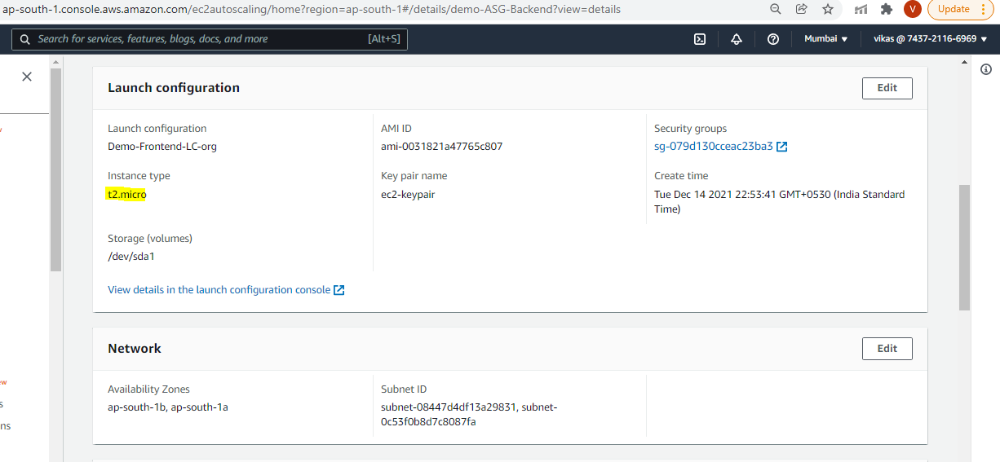 ap-south-1.console.aws.amazon.com/ec2autoscaling/home?region=ap-south-1#/details/demo-ASG-Backend?view=details
V
Update
Search for services, features, blogs, docs, and more
[Alt+S]
Mumbai
vikas @ 7437-2116-6969
Launch configuration
Edit
Launch configuration
Demo-Frontend-LC-org
AMI ID
ami-0031821a47765c807
Security groups
sg-079d130cceac23ba3
Instance type
t2.micro
Key pair name
ec2-keypair
Create time
Tue Dec 14 2021 22:53:41 GMT+0530 (India Standard
Time)
Storage (volumes)
/dev/sda1
View details in the launch configuration console
Network
Edit
Availability Zones
ap-south-1b, ap-south-1a
Subnet ID
subnet-08447d4df13a29831, subnet-
0c53f0b8d7c8087fa
ew
s
ns